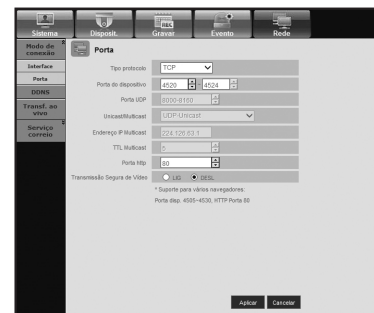 Sistema Disposit. Gravar Evento Rede
Modo de conexão
Interface
Porta
DDNS
Transf. ao vivo
Serviço correio
Porta
Tipo protocolo TCP
Porta do dispositivo 4520 ~ 4524
Porta UDP 8000-8160
Unicast/Multicast UDP-Unicast
Endereço IP Multicast 224.126.63.1
TTL Multicast 5
Porta http 80
Transmissão Segura de Vídeo LIG DESL
* Suporte para vários navegadores:
Porta disp. 4505~4530, HTTP Porta 80
Aplicar Cancelar